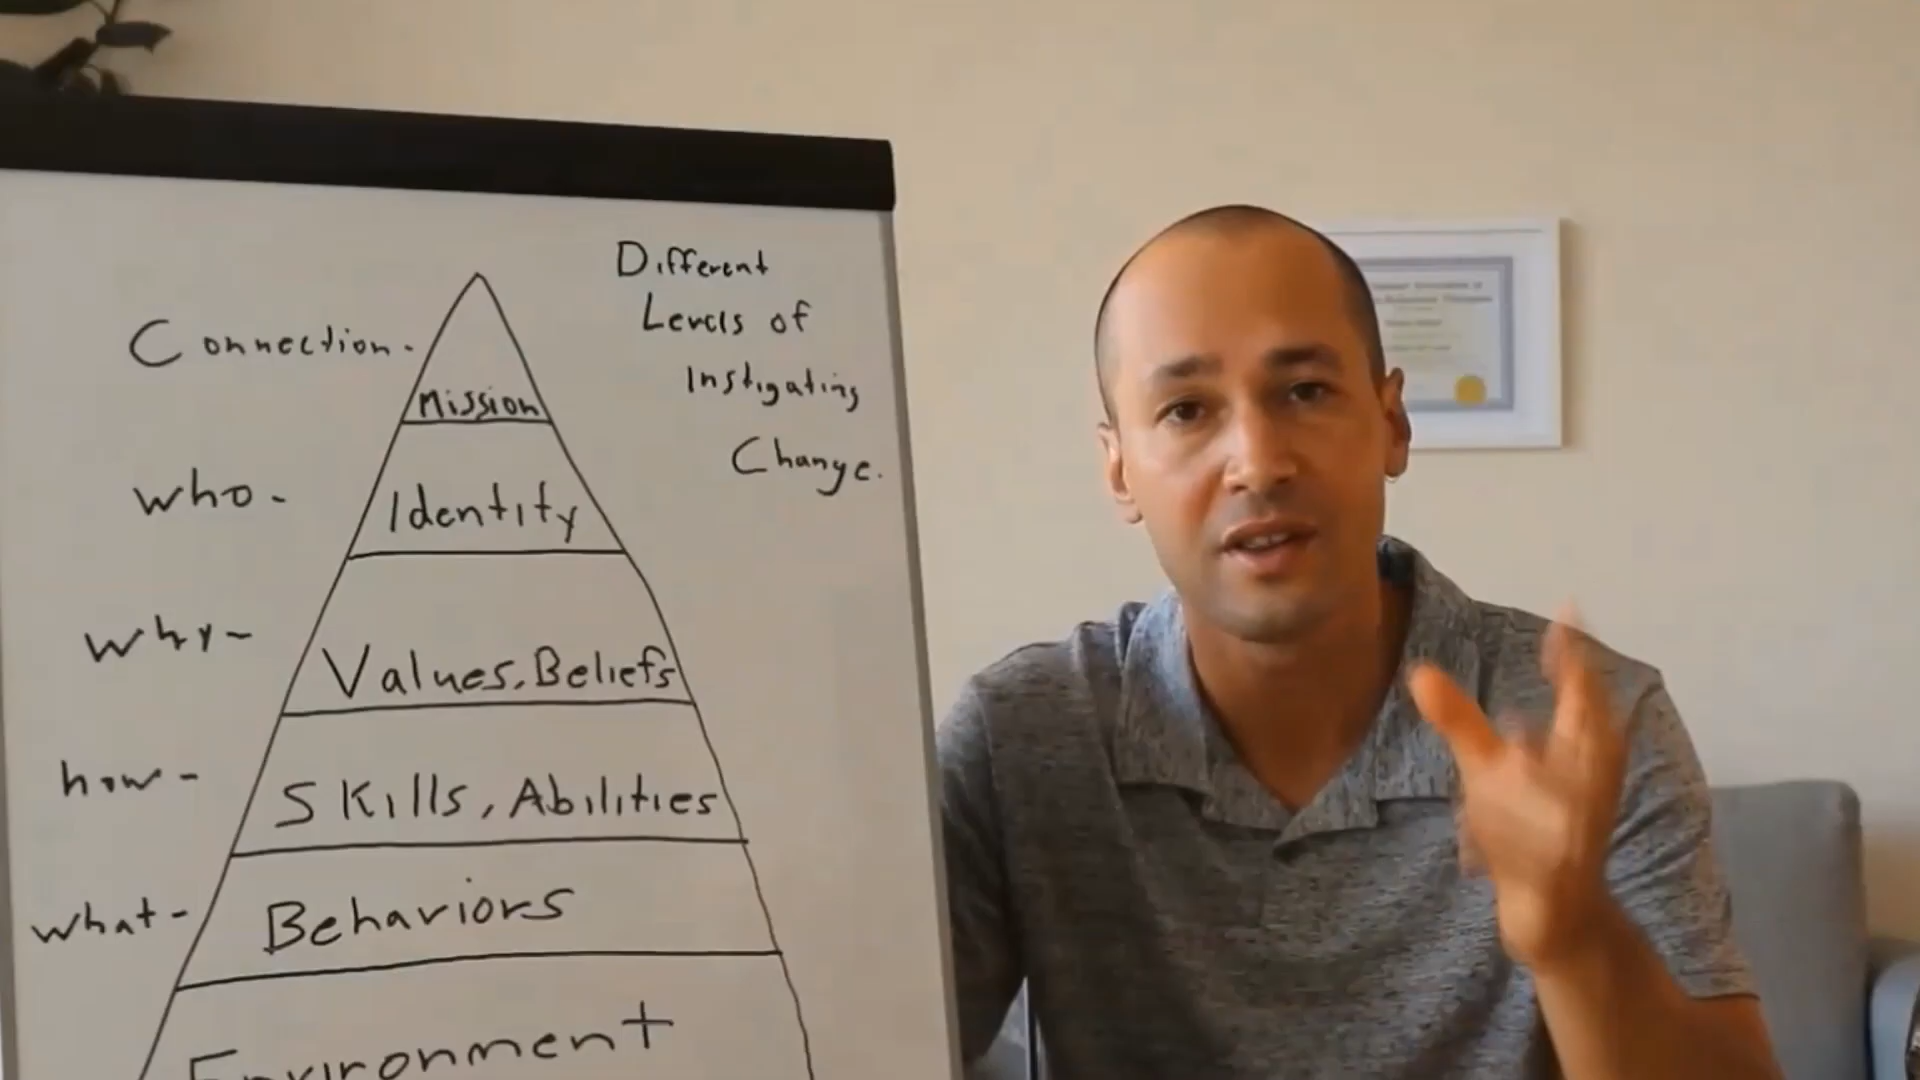 Different
Levels of
Instigating
Change.
Connection-
Mission
who-
Identity
why-
Values, Beliefs
how-
Skills, Abilities
what-
Behaviors
Environment